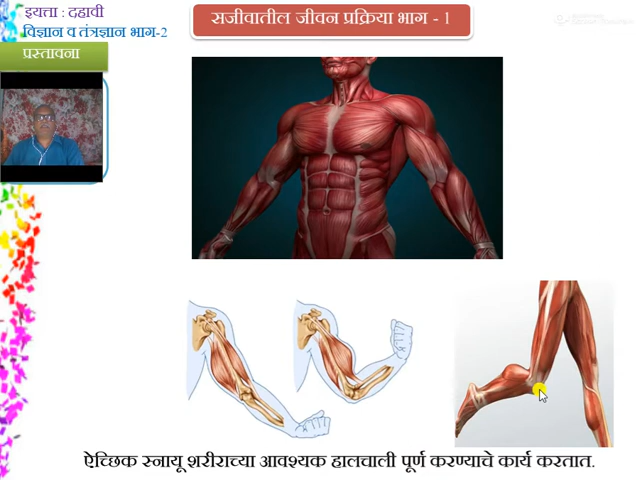 इयत्ता : दहावी
विज्ञान व तंत्रज्ञान भाग-2
सजीवातील जीवन प्रक्रिया भाग - 1
प्रस्तावना
ऐच्छिक स्नायू शरीराच्या आवश्यक हालचाली पूर्ण करण्याचे कार्य करतात.